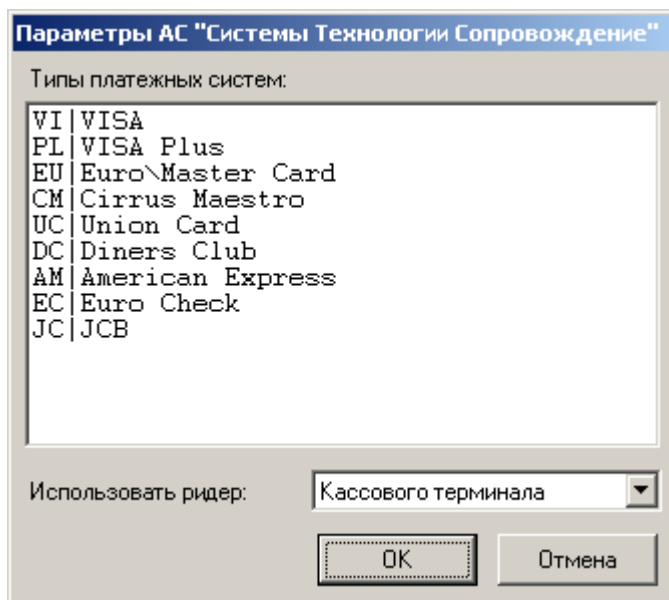 Параметры АС "Системы Технологии Сопровождение"
Типы платежных систем:
VI|VISA
PL|VISA Plus
EU|Euro\Master Card
CM|Cirrus Maestro
UC|Union Card
DC|Diners Club
AM|American Express
EC|Euro Check
JC|JCB
Использовать ридер: Кассового терминала
OK Отмена